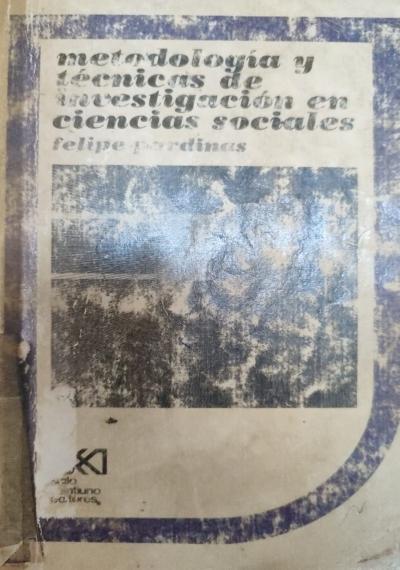 metodología y
técnicas de
investigación en
ciencias sociales
felipe pardinas
siglo
veintiuno
editores